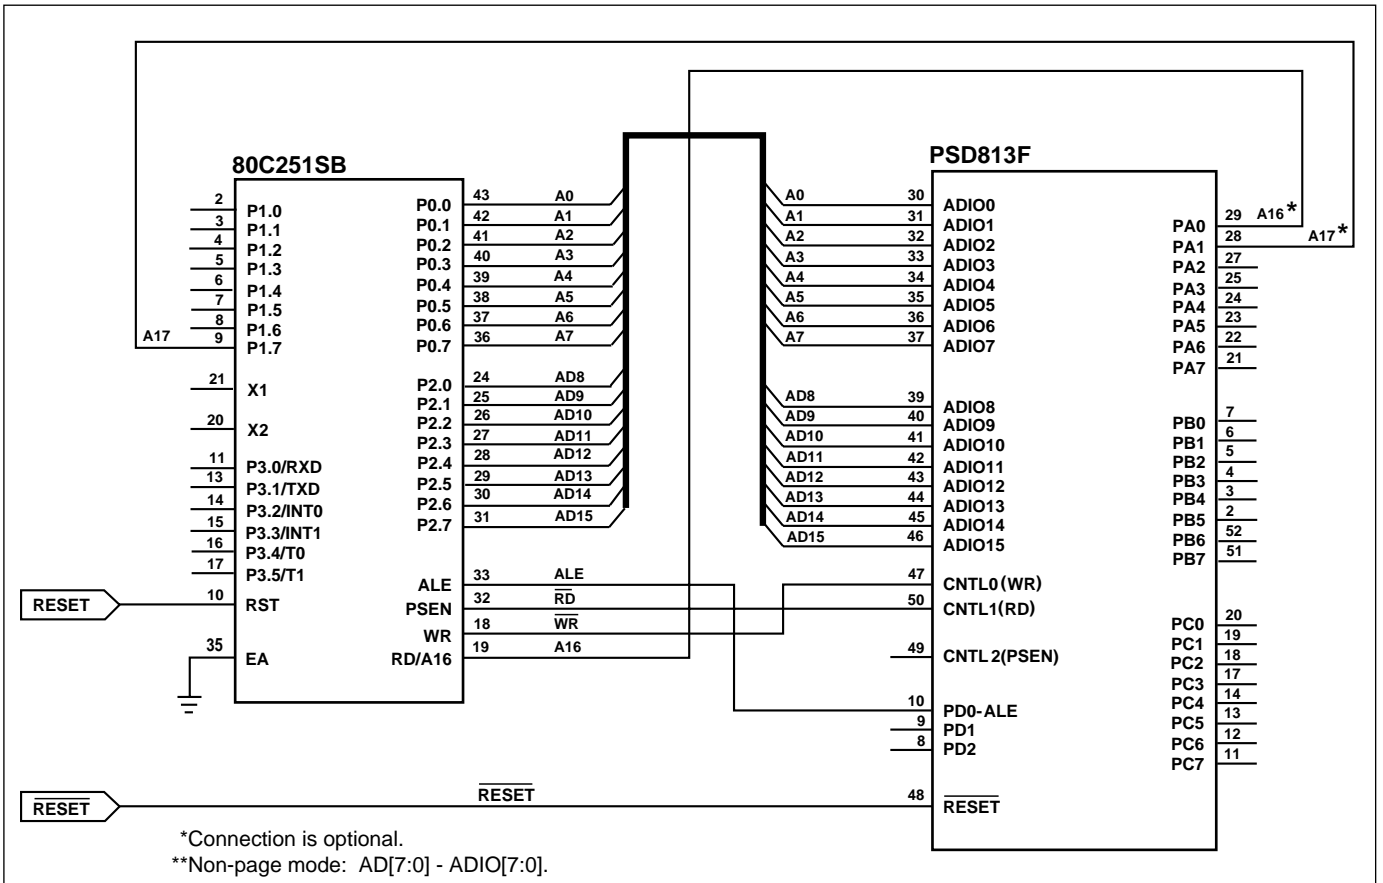 80C251SB
PSD813F
2 P1.0
3 P1.1
4 P1.2
5 P1.3
6 P1.4
7 P1.5
8 P1.6
A17 9 P1.7
21 X1
20 X2
11 P3.0/RXD
13 P3.1/TXD
14 P3.2/INT0
15 P3.3/INT1
16 P3.4/T0
17 P3.5/T1
RESET 10 RST
35 EA
P0.0 43 A0
P0.1 42 A1
P0.2 41 A2
P0.3 40 A3
P0.4 39 A4
P0.5 38 A5
P0.6 37 A6
P0.7 36 A7
P2.0 24 AD8
P2.1 25 AD9
P2.2 26 AD10
P2.3 27 AD11
P2.4 28 AD12
P2.5 29 AD13
P2.6 30 AD14
P2.7 31 AD15
ALE 33 ALE
PSEN 32 RD
WR 18 WR
RD/A16 19 A16
A0 30 ADIO0
A1 31 ADIO1
A2 32 ADIO2
A3 33 ADIO3
A4 34 ADIO4
A5 35 ADIO5
A6 36 ADIO6
A7 37 ADIO7
AD8 39 ADIO8
AD9 40 ADIO9
AD10 41 ADIO10
AD11 42 ADIO11
AD12 43 ADIO12
AD13 44 ADIO13
AD14 45 ADIO14
AD15 46 ADIO15
47 CNTL0(WR)
50 CNTL1(RD)
49 CNTL2(PSEN)
10 PD0-ALE
9 PD1
8 PD2
48 RESET
PA0 29 A16*
PA1 28 A17*
PA2 27
PA3 25
PA4 24
PA5 23
PA6 22
PA7 21
PB0 7
PB1 6
PB2 5
PB3 4
PB4 3
PB5 2
PB6 52
PB7 51
PC0 20
PC1 19
PC2 18
PC3 17
PC4 14
PC5 13
PC6 12
PC7 11
RESET RESET
*Connection is optional.
**Non-page mode: AD[7:0] - ADIO[7:0].